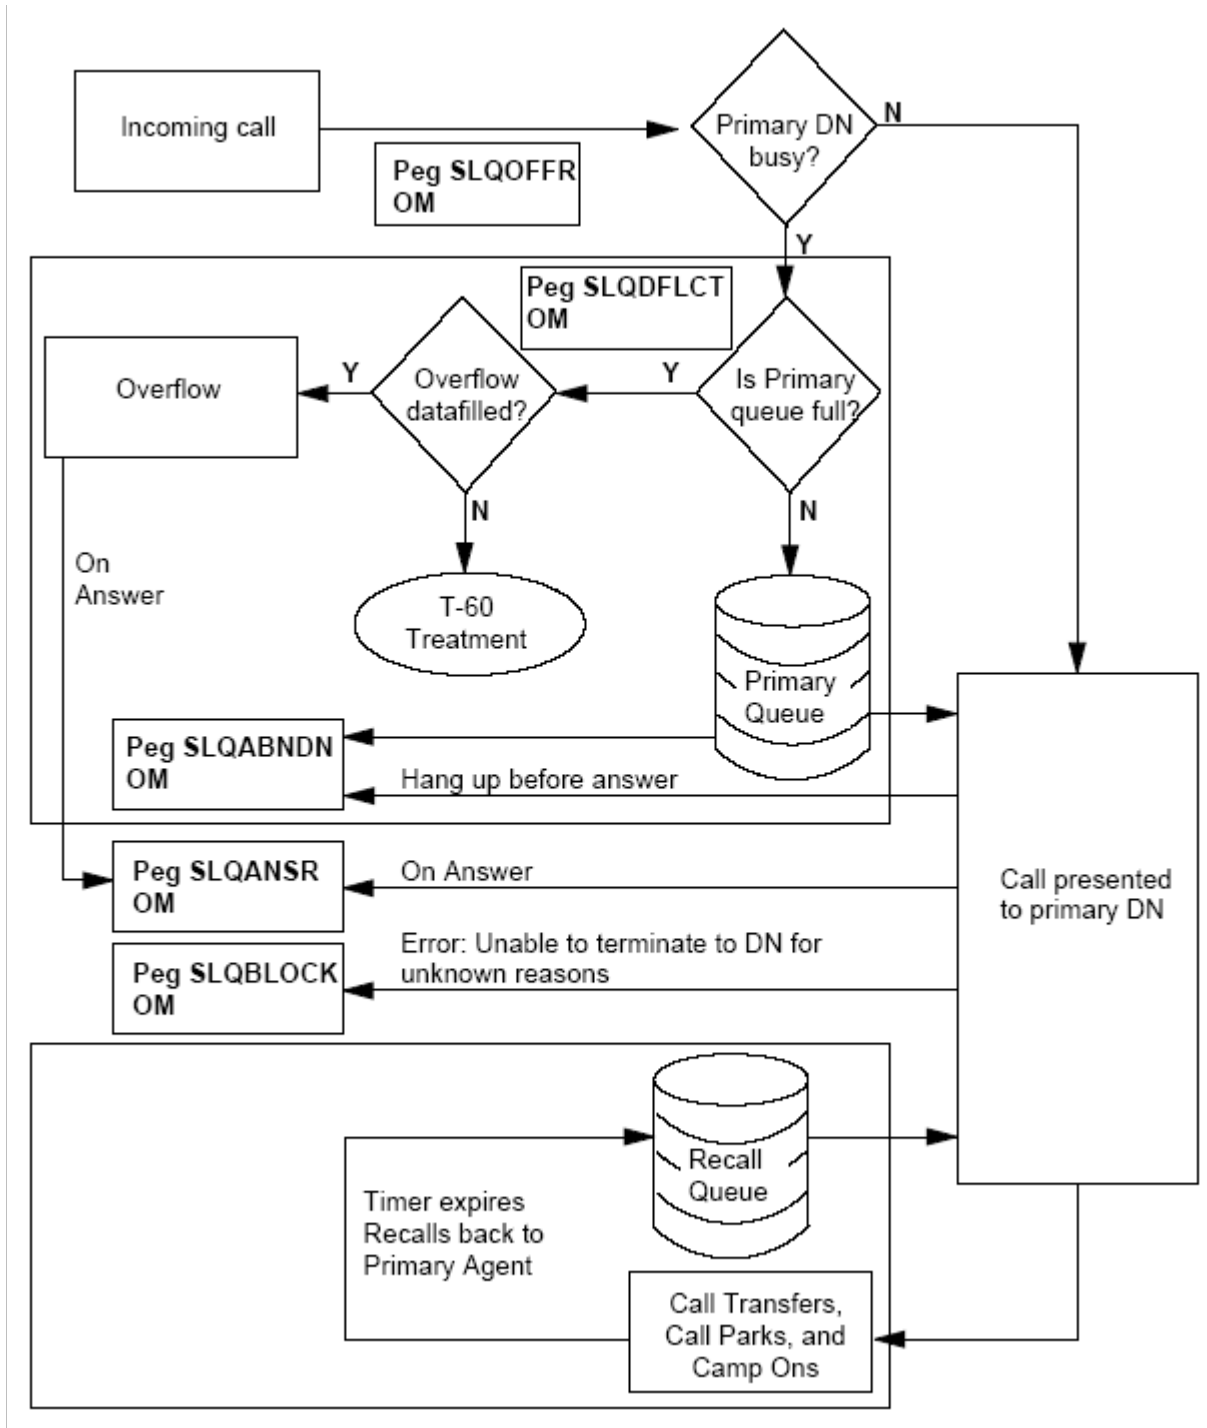 Incoming call
Peg SLQOFFR
OM
Primary DN
busy?
N
Y
Peg SLQDFLCT
OM
Overflow
Y
Overflow
datafilled?
Y
Is Primary
queue full?
N
N
On
Answer
T-60
Treatment
Primary
Queue
Peg SLQABNDN
OM
Hang up before answer
Peg SLQANSR
OM
On Answer
Call presented
to primary DN
Peg SLQBLOCK
OM
Error: Unable to terminate to DN for
unknown reasons
Recall
Queue
Timer expires
Recalls back to
Primary Agent
Call Transfers,
Call Parks, and
Camp Ons